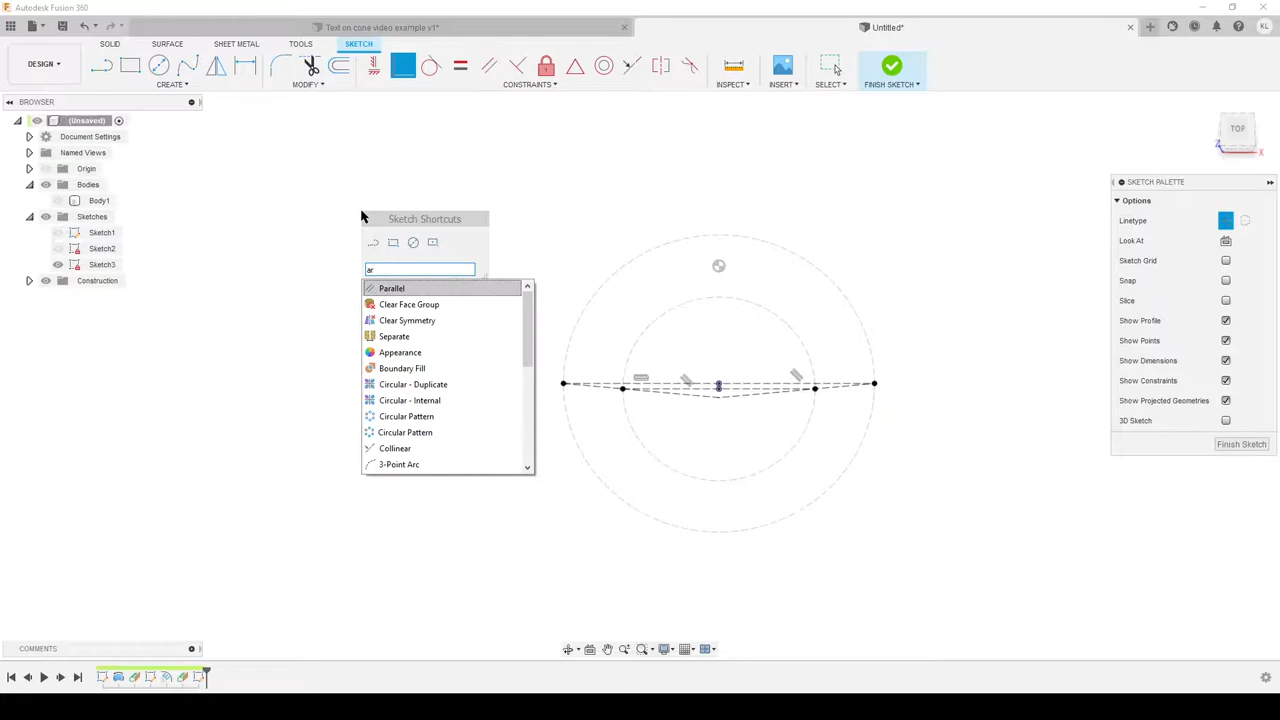 Autodesk Fusion 360
Text on cone video example v1*
Untitled*
KL
SOLID
SURFACE
SHEET METAL
TOOLS
SKETCH
DESIGN
CREATE
MODIFY
CONSTRAINTS
INSPECT
INSERT
SELECT
FINISH SKETCH
BROWSER
(Unsaved)
Document Settings
Named Views
Origin
Bodies
Body1
Sketches
Sketch1
Sketch2
Sketch3
Construction
Sketch Shortcuts
ar
Parallel
Clear Face Group
Clear Symmetry
Separate
Appearance
Boundary Fill
Circular - Duplicate
Circular - Internal
Circular Pattern
Circular Pattern
Collinear
3-Point Arc
TOP
Z
X
SKETCH PALETTE
Options
Linetype
Look At
Sketch Grid
Snap
Slice
Show Profile
Show Points
Show Dimensions
Show Constraints
Show Projected Geometries
3D Sketch
Finish Sketch
COMMENTS